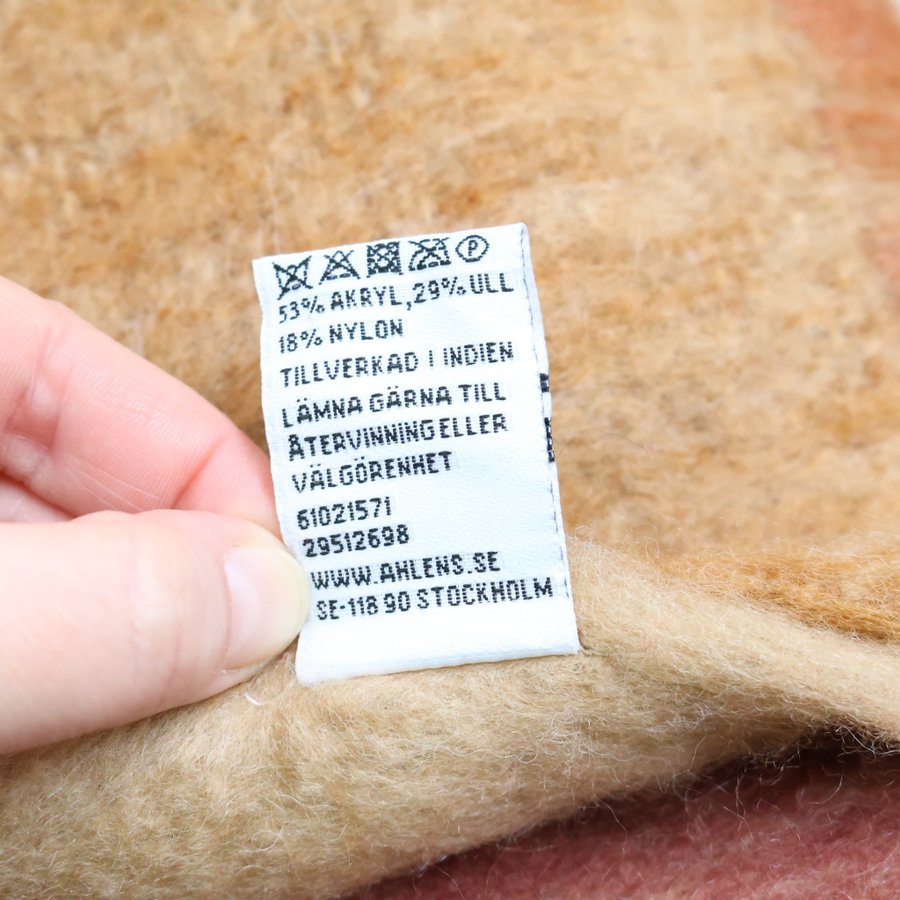 P
53% AKRYL, 29% ULL
18% NYLON
TILLVERKAD I INDIEN
LÄMNA GÄRNA TILL
ÅTERVINNING ELLER
VÄLGÖRENHET
61021571
29512698
WWW.AHLENS.SE
SE-118 90 STOCKHOLM